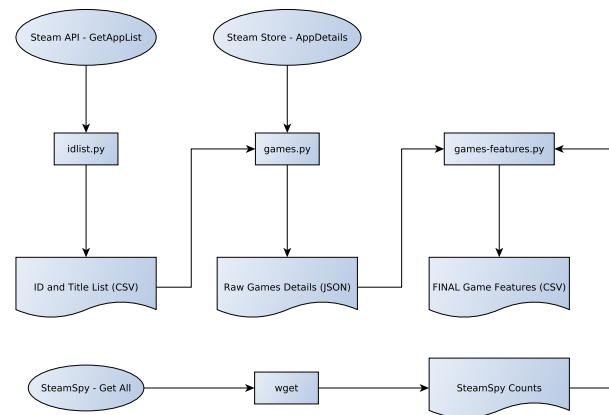 Steam API - GetAppList
Steam Store - AppDetails
idlist.py
games.py
games-features.py
ID and Title List (CSV)
Raw Games Details (JSON)
FINAL Game Features (CSV)
SteamSpy - Get All
wget
SteamSpy Counts